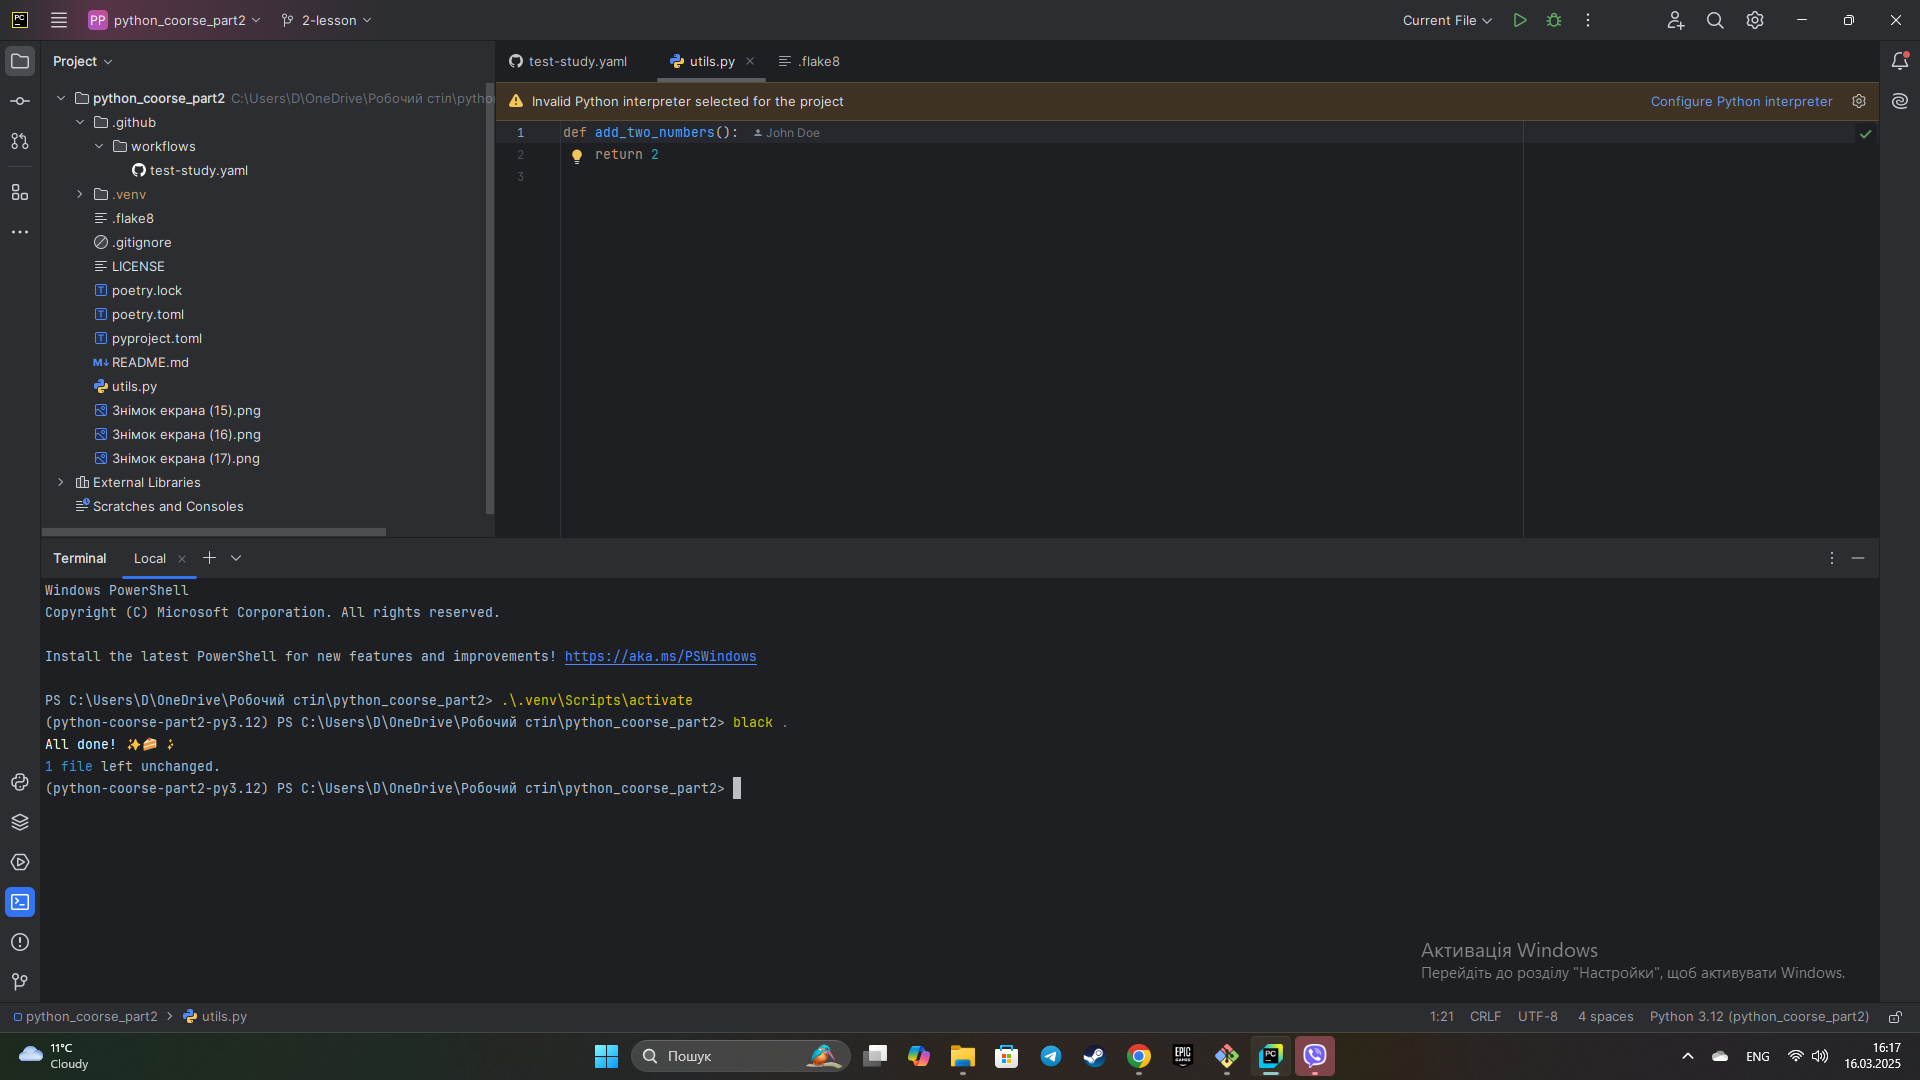 PC
PP python_coorse_part2
2-lesson
Current File
Project
python_coorse_part2 C:\Users\D\OneDrive\Робочий стіл\pytho
.github
workflows
test-study.yaml
.venv
.flake8
.gitignore
LICENSE
T poetry.lock
T poetry.toml
T pyproject.toml
M↓ README.md
utils.py
Знімок екрана (15).png
Знімок екрана (16).png
Знімок екрана (17).png
External Libraries
Scratches and Consoles
test-study.yaml
utils.py
.flake8
Invalid Python interpreter selected for the project
Configure Python interpreter
1 def add_two_numbers(): John Doe
2 return 2
3
Terminal
Local
Windows PowerShell
Copyright (C) Microsoft Corporation. All rights reserved.
Install the latest PowerShell for new features and improvements! https://aka.ms/PSWindows
PS C:\Users\D\OneDrive\Робочий стіл\python_coorse_part2> .\.venv\Scripts\activate
(python-coorse-part2-py3.12) PS C:\Users\D\OneDrive\Робочий стіл\python_coorse_part2> black .
All done! ✨🍰 ✨
1 file left unchanged.
(python-coorse-part2-py3.12) PS C:\Users\D\OneDrive\Робочий стіл\python_coorse_part2>
Активація Windows
Перейдіть до розділу "Настройки", щоб активувати Windows.
python_coorse_part2 > utils.py
1:21 CRLF UTF-8 4 spaces Python 3.12 (python_coorse_part2)
11°C
Cloudy
Пошук
EPIC GAMES
PC
ENG
16:17
16.03.2025